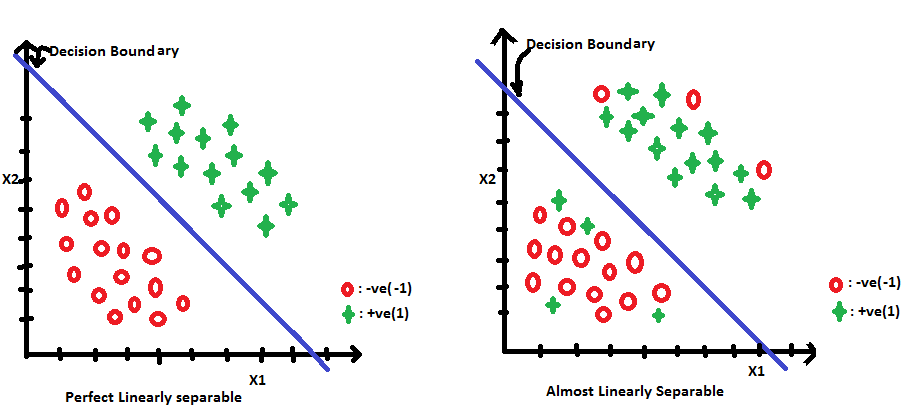 Decision Boundary
X2
: -ve(-1)
: +ve(1)
X1
Perfect Linearly separable
Decision Boundary
X2
: -ve(-1)
: +ve(1)
X1
Almost Linearly Separable